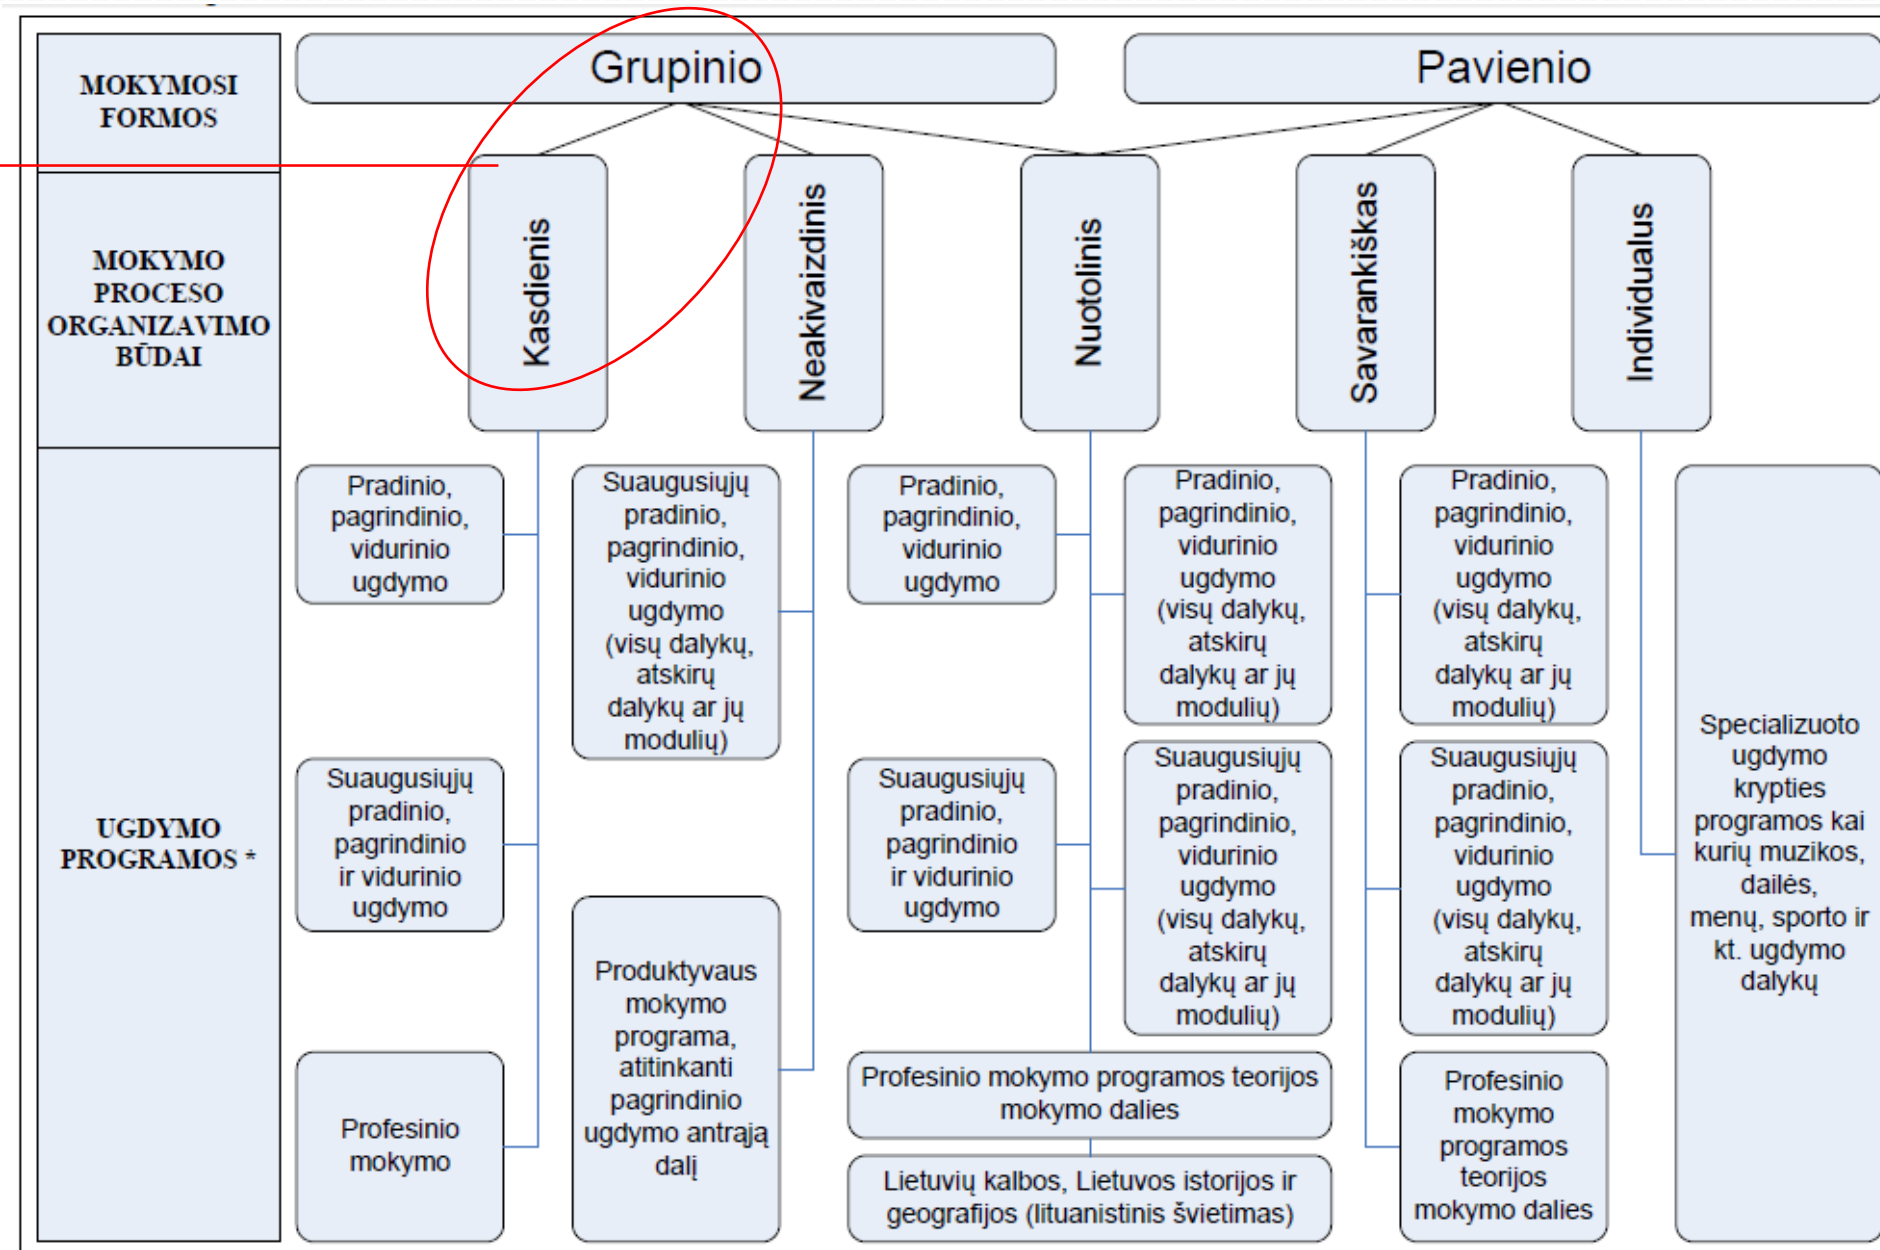 MOKYMOSI
FORMOS
Grupinio
Pavienio
MOKYMO
PROCESO
ORGANIZAVIMO
BŪDAI
Kasdienis
Neakivaizdinis
Nuotolinis
Savarankiškas
Individualus
UGDYMO
PROGRAMOS *
Pradinio,
pagrindinio,
vidurinio
ugdymo
Suaugusiųjų
pradinio,
pagrindinio
ir vidurinio
ugdymo
Profesinio
mokymo
Suaugusiųjų
pradinio,
pagrindinio,
vidurinio
ugdymo
(visų dalykų,
atskirų
dalykų ar jų
modulių)
Produktyvaus
mokymo
programa,
atitinkanti
pagrindinio
ugdymo antrąją
dalį
Pradinio,
pagrindinio,
vidurinio
ugdymo
Suaugusiųjų
pradinio,
pagrindinio
ir vidurinio
ugdymo
Pradinio,
pagrindinio,
vidurinio
ugdymo
(visų dalykų,
atskirų
dalykų ar jų
modulių)
Suaugusiųjų
pradinio,
pagrindinio,
vidurinio
ugdymo
(visų dalykų,
atskirų
dalykų ar jų
modulių)
Profesinio mokymo programos teorijos
mokymo dalies
Lietuvių kalbos, Lietuvos istorijos ir
geografijos (lituanistinis švietimas)
Pradinio,
pagrindinio,
vidurinio
ugdymo
(visų dalykų,
atskirų
dalykų ar jų
modulių)
Suaugusiųjų
pradinio,
pagrindinio,
vidurinio
ugdymo
(visų dalykų,
atskirų
dalykų ar jų
modulių)
Profesinio
mokymo
programos
teorijos
mokymo dalies
Specializuoto
ugdymo
krypties
programos kai
kurių muzikos,
dailės,
menų, sporto ir
kt. ugdymo
dalykų